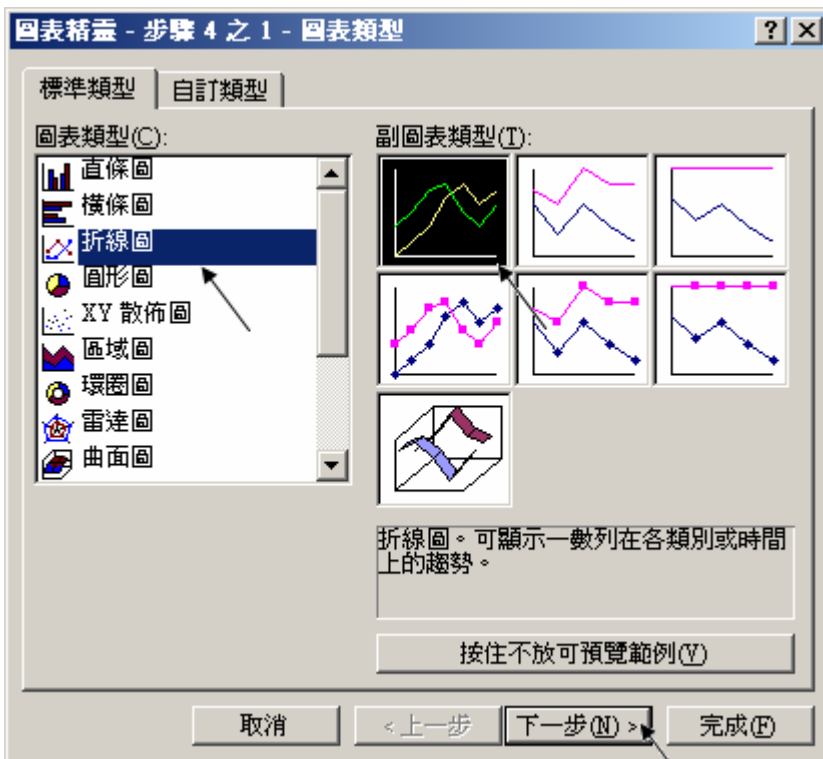 圖表精靈 - 步驟 4 之 1 - 圖表類型
標準類型
自訂類型
圖表類型(C):
直條圖
橫條圖
折線圖
圓形圖
XY 散佈圖
區域圖
環圈圖
雷達圖
曲面圖
副圖表類型(T):
折線圖。可顯示一數列在各類別或時間
上的趨勢。
按住不放可預覽範例(V)
取消
<上一步
下一步(N) >
完成(F)